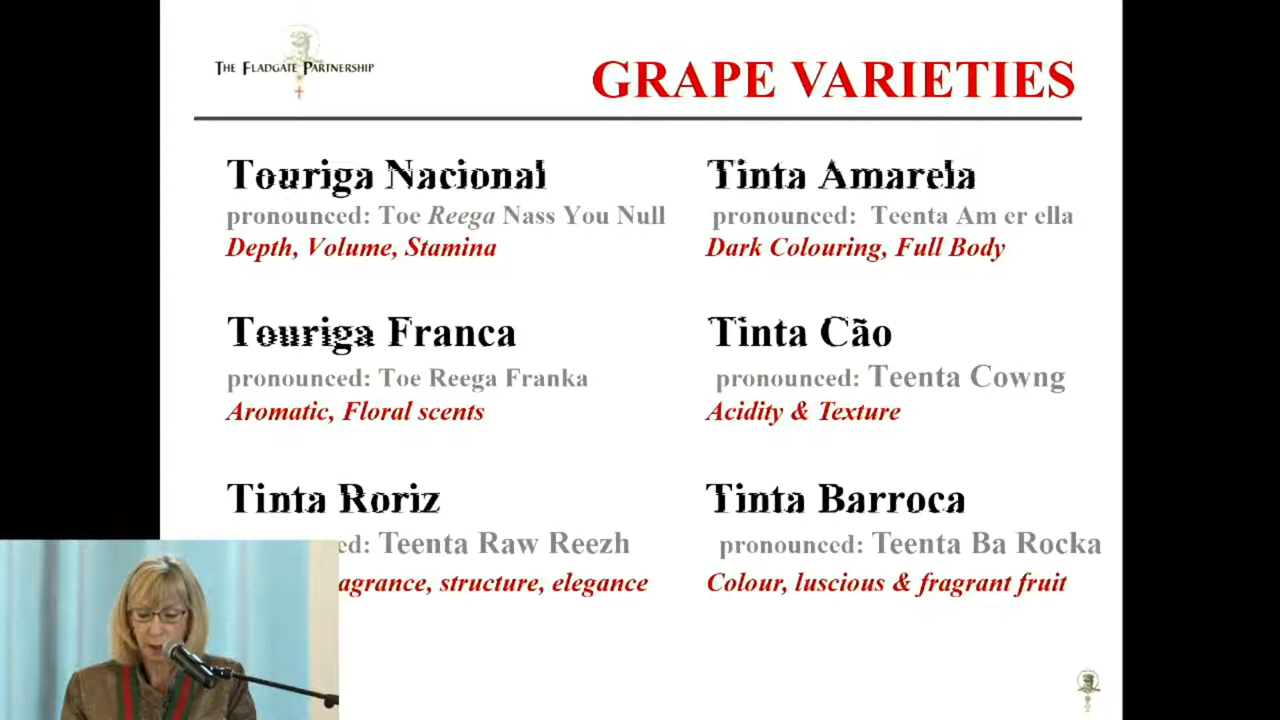 THE FLADGATE PARTNERSHIP
GRAPE VARIETIES
Touriga Nacional
pronounced: Toe Reega Nass You Null
Depth, Volume, Stamina
Touriga Franca
pronounced: Toe Reega Franka
Aromatic, Floral scents
Tinta Roriz
ed: Teenta Raw Reezh
agrance, structure, elegance
Tinta Amarela
pronounced: Teenta Am er ella
Dark Colouring, Full Body
Tinta Cão
pronounced: Teenta Cowng
Acidity & Texture
Tinta Barroca
pronounced: Teenta Ba Rocka
Colour, luscious & fragrant fruit